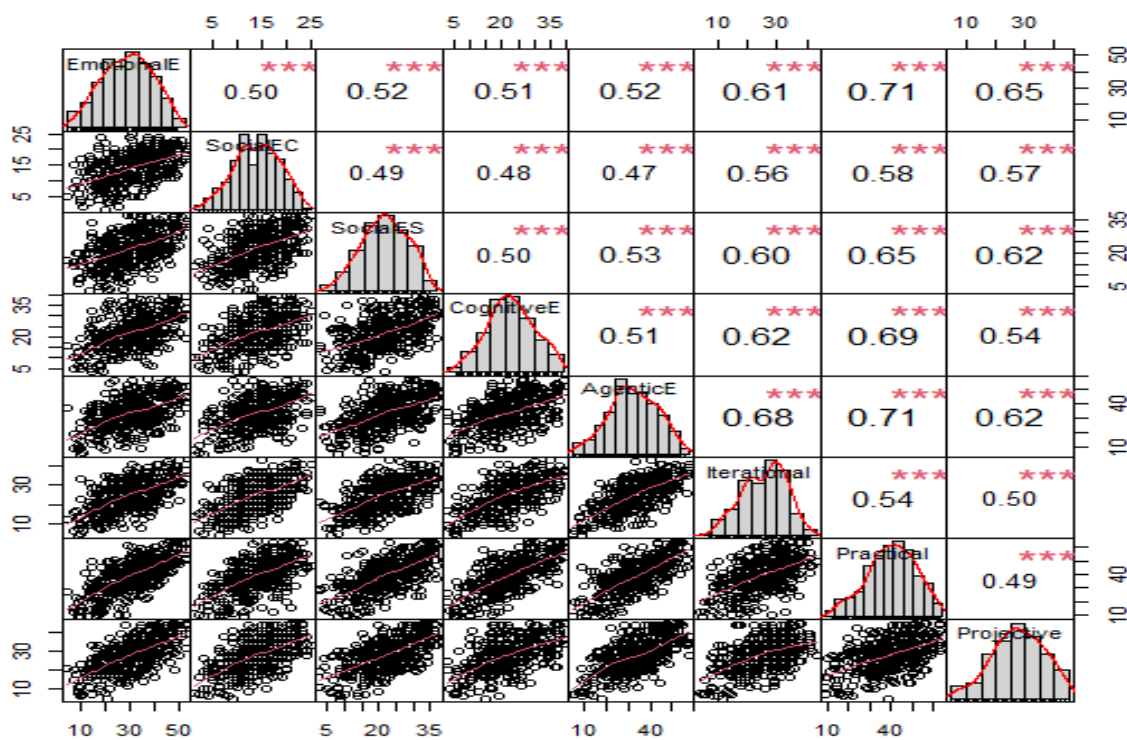 5 15 25 5 20 35 10 30 10 30
EmotionalE 0.50 *** 0.52 *** 0.51 *** 0.52 *** 0.61 *** 0.71 *** 0.65 *** 10 30 50
5 15 25 SocialEC 0.49 *** 0.48 *** 0.47 *** 0.56 *** 0.58 *** 0.57 ***
SocialES 0.50 *** 0.53 *** 0.60 *** 0.65 *** 0.62 *** 5 20 35
5 20 35 CognitiveE 0.51 *** 0.62 *** 0.69 *** 0.54 ***
AgenticE 0.68 *** 0.71 *** 0.62 *** 10 40
10 30 Iterational 0.54 *** 0.50 ***
Practical 0.49 *** 10 40
10 30 Projective
10 30 50 5 20 35 10 40 10 40